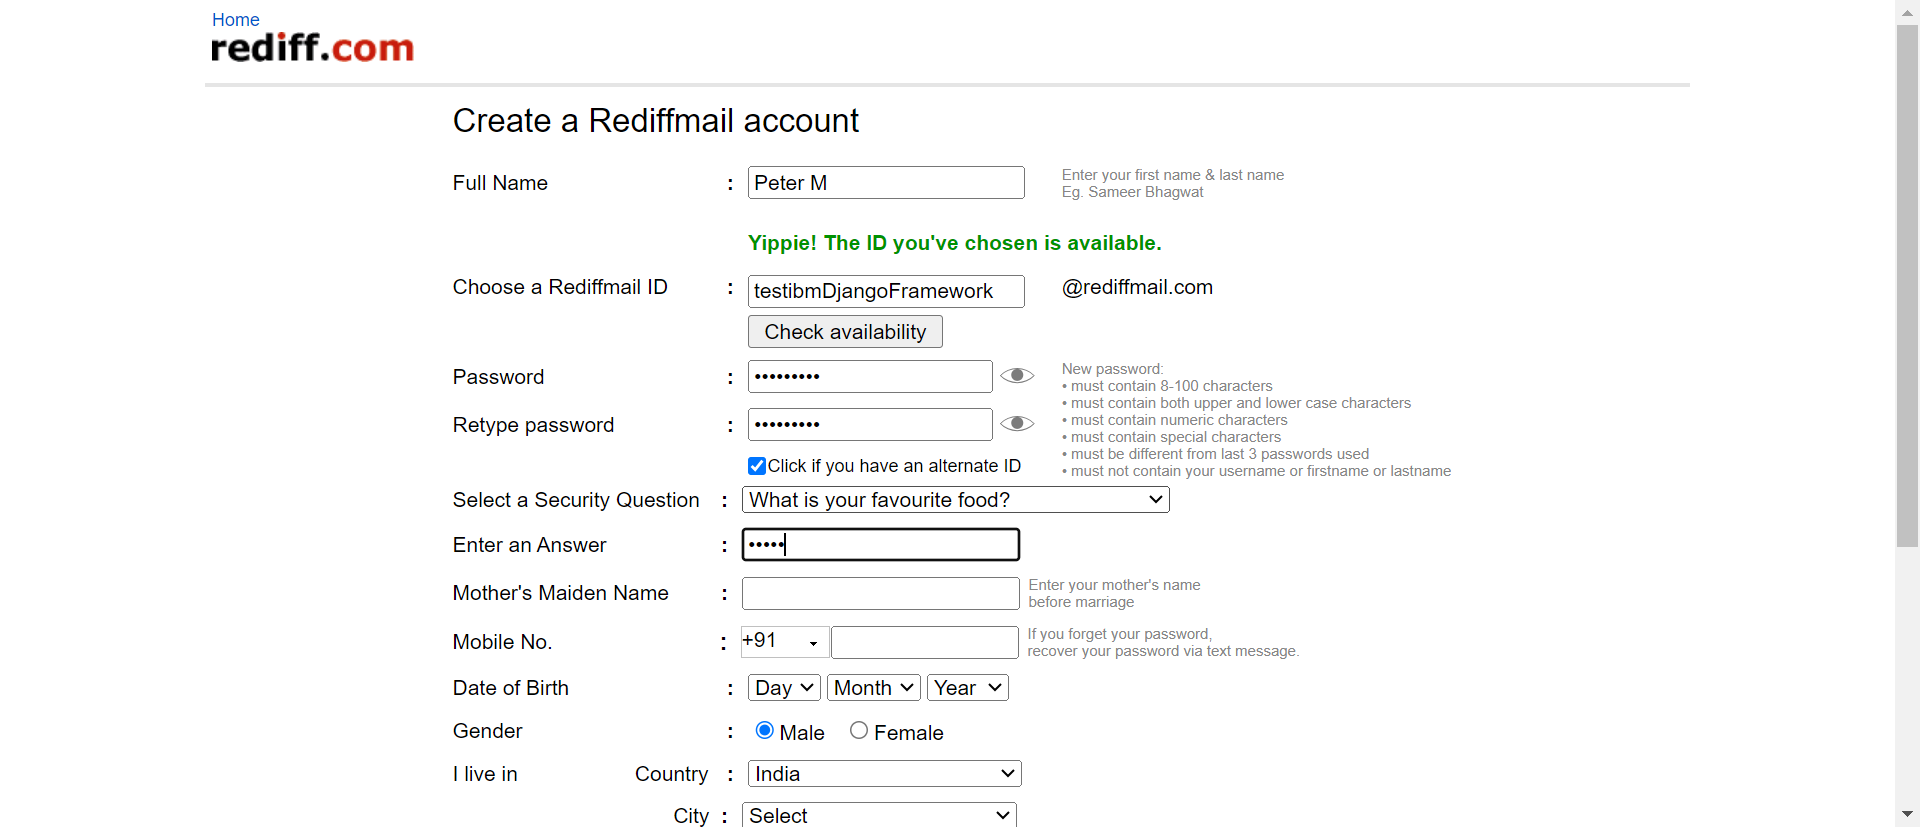 Home
rediff.com
Create a Rediffmail account
Full Name : Peter M
Enter your first name & last name
Eg. Sameer Bhagwat
Yippie! The ID you've chosen is available.
Choose a Rediffmail ID : testibmDjangoFramework @rediffmail.com
Check availability
Password : •••••••••
Retype password : •••••••••
New password:
• must contain 8-100 characters
• must contain both upper and lower case characters
• must contain numeric characters
• must contain special characters
• must be different from last 3 passwords used
• must not contain your username or firstname or lastname
Click if you have an alternate ID
Select a Security Question : What is your favourite food?
Enter an Answer : •••••
Mother's Maiden Name :
Enter your mother's name
before marriage
Mobile No. : +91
If you forget your password,
recover your password via text message.
Date of Birth : Day Month Year
Gender : Male Female
I live in Country : India
City : Select